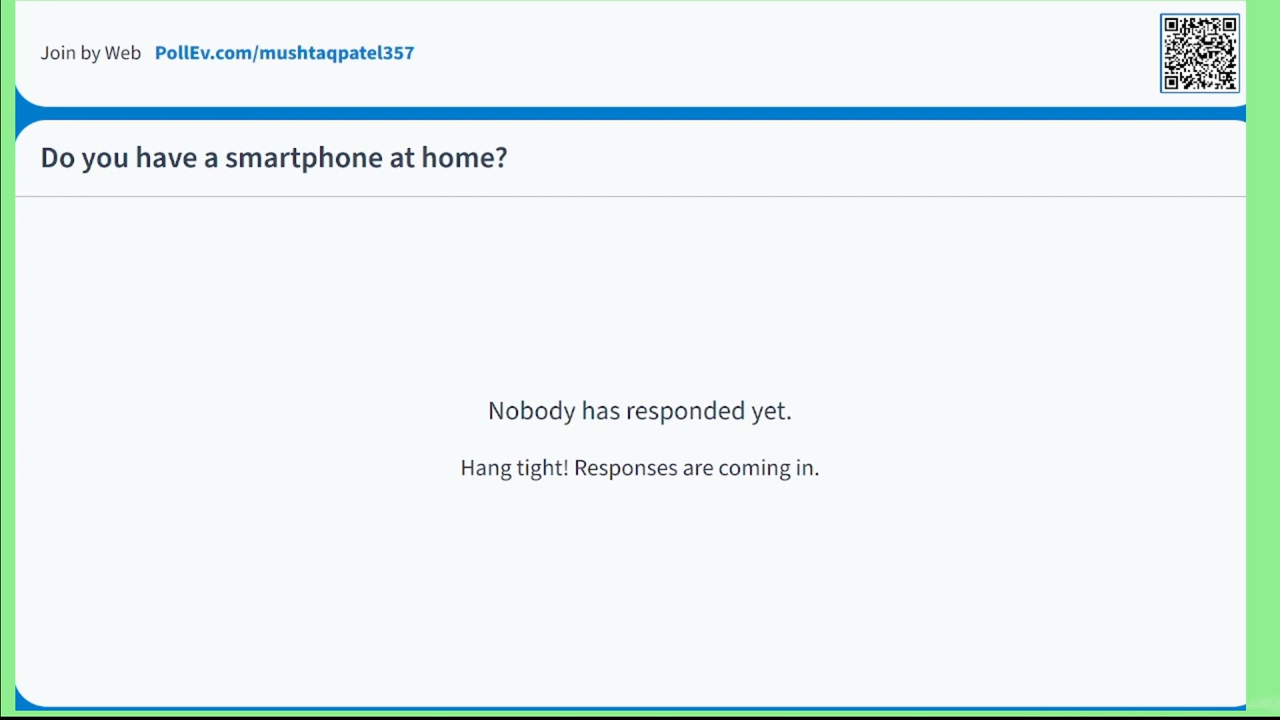 Join by Web PollEv.com/mushtaqpatel357
Do you have a smartphone at home?
Nobody has responded yet.
Hang tight! Responses are coming in.